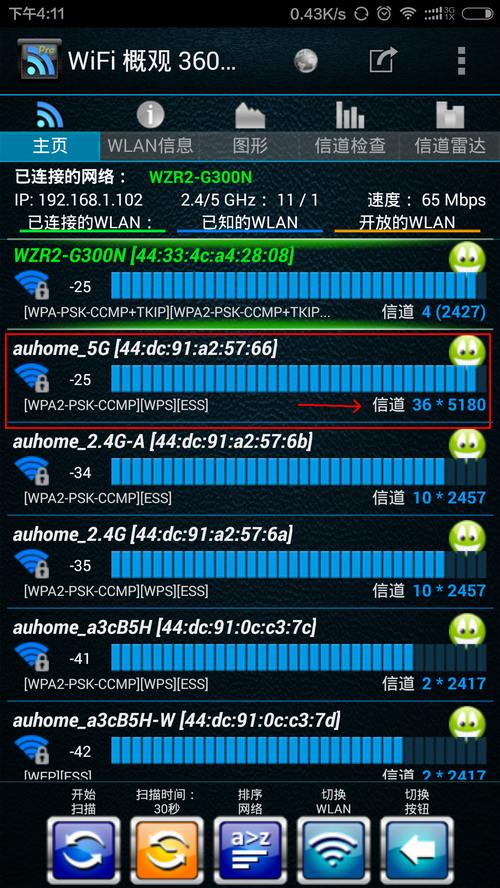 下午4:11
0.43K/s
3G
1X
Pro
WiFi 概观 360...
主页
WLAN信息
图形
信道检查
信道雷达
已连接的网络： WZR2-G300N
IP: 192.168.1.102 2.4/5 GHz : 11 / 1 速度： 65 Mbps
已连接的WLAN : 已知的WLAN 开放的WLAN
WZR2-G300N [44:33:4c:a4:28:08]
-25
[WPA-PSK-CCMP+TKIP][WPA2-PSK-CCMP+TKIP... 信道 4 (2427)
auhome_5G [44:dc:91:a2:57:66]
-25
[WPA2-PSK-CCMP][WPS][ESS] 信道 36 * 5180
auhome_2.4G-A [44:dc:91:a2:57:6b]
-34
[WPA2-PSK-CCMP][ESS] 信道 10 * 2457
auhome_2.4G [44:dc:91:a2:57:6a]
-35
[WPA2-PSK-CCMP][WPS][ESS] 信道 10 * 2457
auhome_a3cB5H [44:dc:91:0c:c3:7c]
-41
[WPA2-PSK-CCMP][WPS][ESS] 信道 2 * 2417
auhome_a3cB5H-W [44:dc:91:0c:c3:7d]
-42
[WEP][ESS] 信道 2 * 2417
开始
扫描
扫描时间：
30秒
排序
网络
切换
WLAN
切换
按钮
a>z